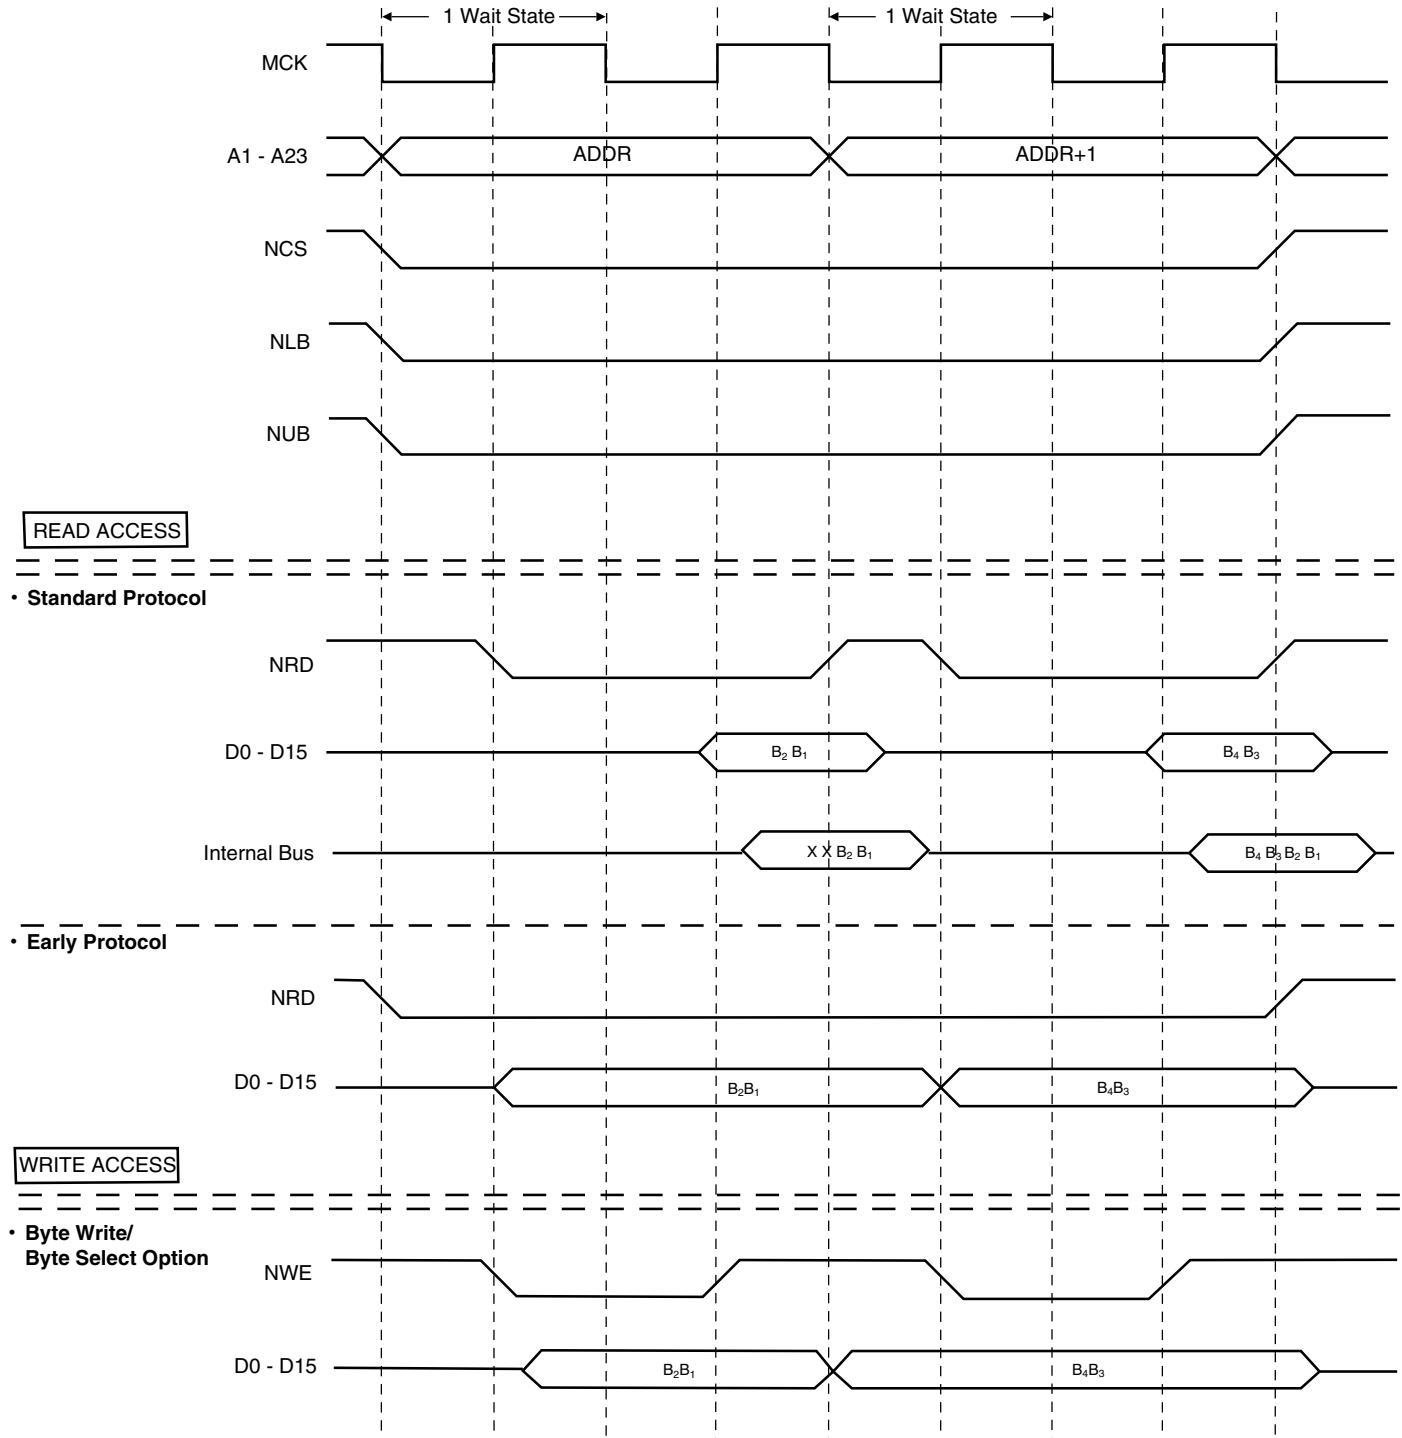 1 Wait State 1 Wait State
MCK
A1 - A23 ADDR ADDR+1
NCS
NLB
NUB
READ ACCESS
• Standard Protocol
NRD
D0 - D15 B₂ B₁ B₄ B₃
Internal Bus X X B₂ B₁ B₄ B₃ B₂ B₁
• Early Protocol
NRD
D0 - D15 B₂B₁ B₄B₃
WRITE ACCESS
• Byte Write/
Byte Select Option
NWE
D0 - D15 B₂B₁ B₄B₃